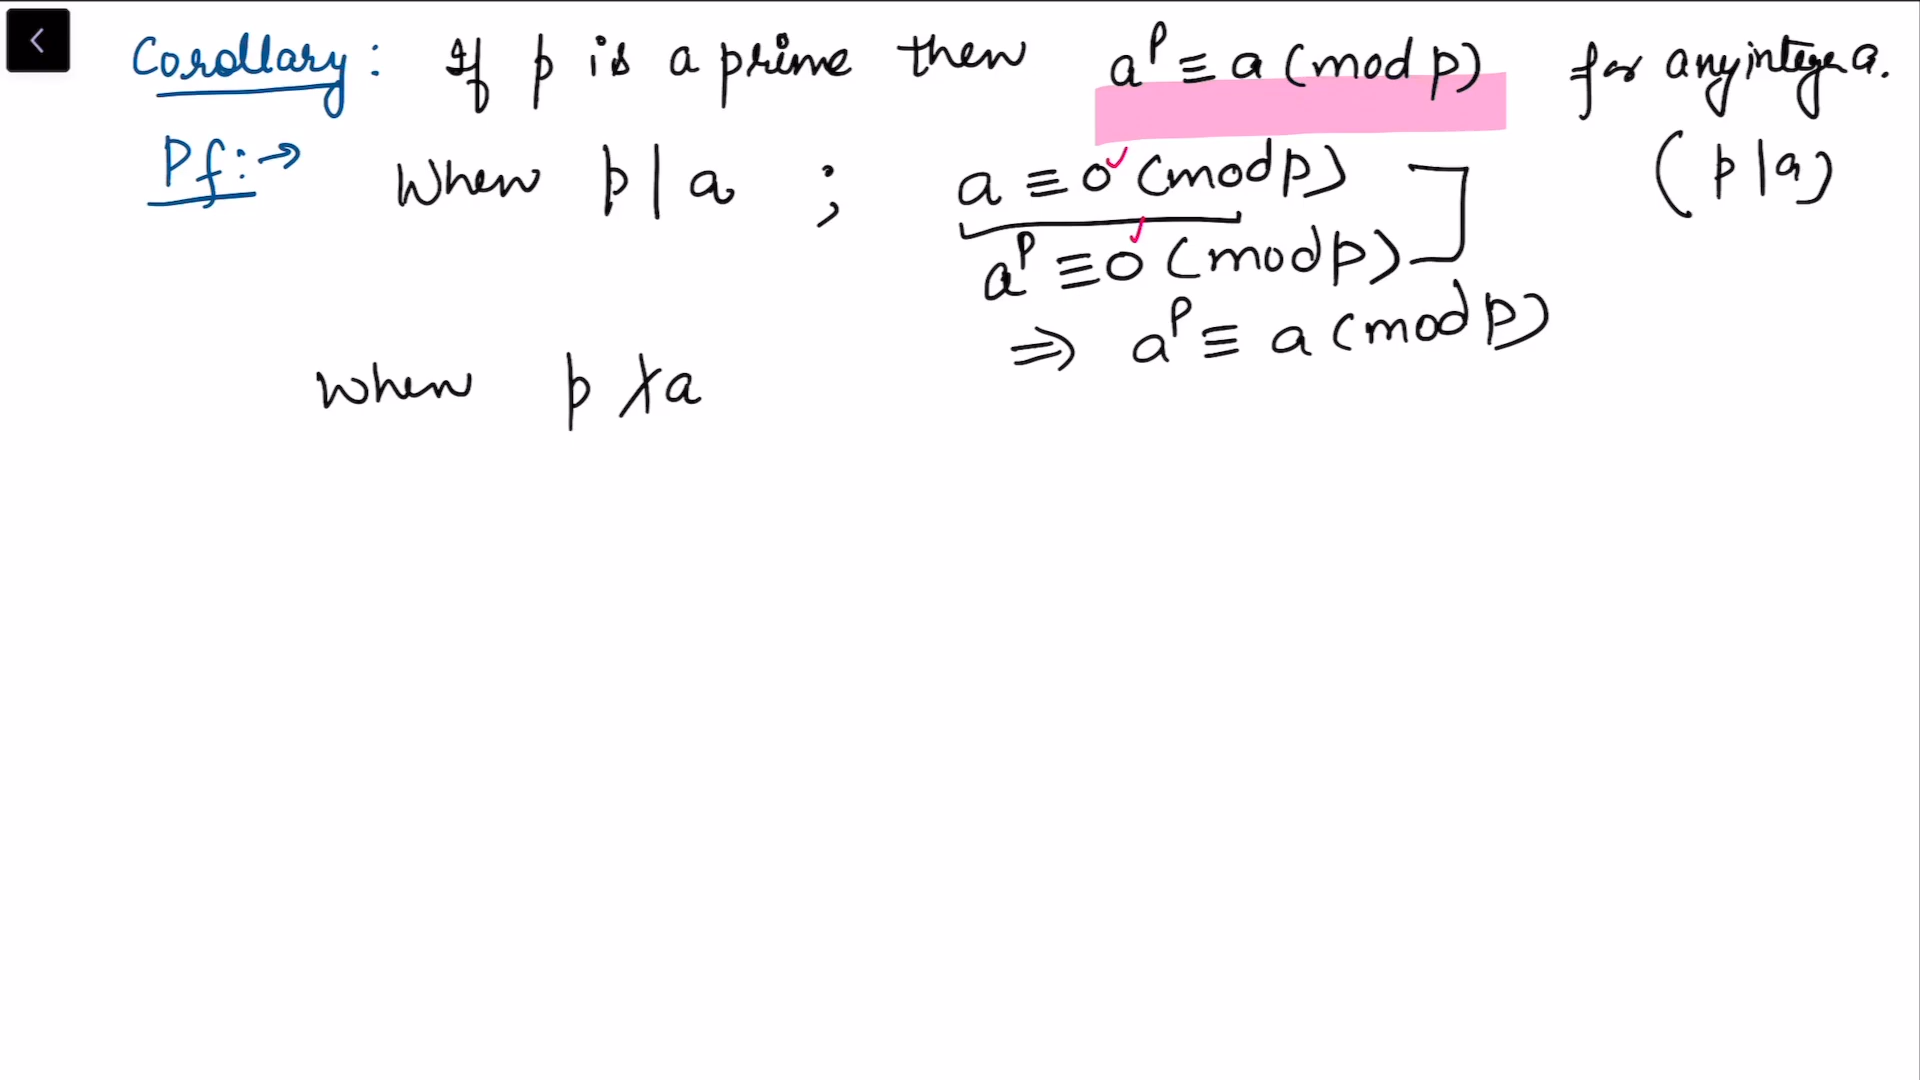 Corollary: If p is a prime then a^p ≡ a (mod p) for any integer a.
Pf:→ When p | a ; a ≡ 0 (mod p) (p | a)
a^p ≡ 0 (mod p)
⇒ a^p ≡ a (mod p)
when p ∤ a